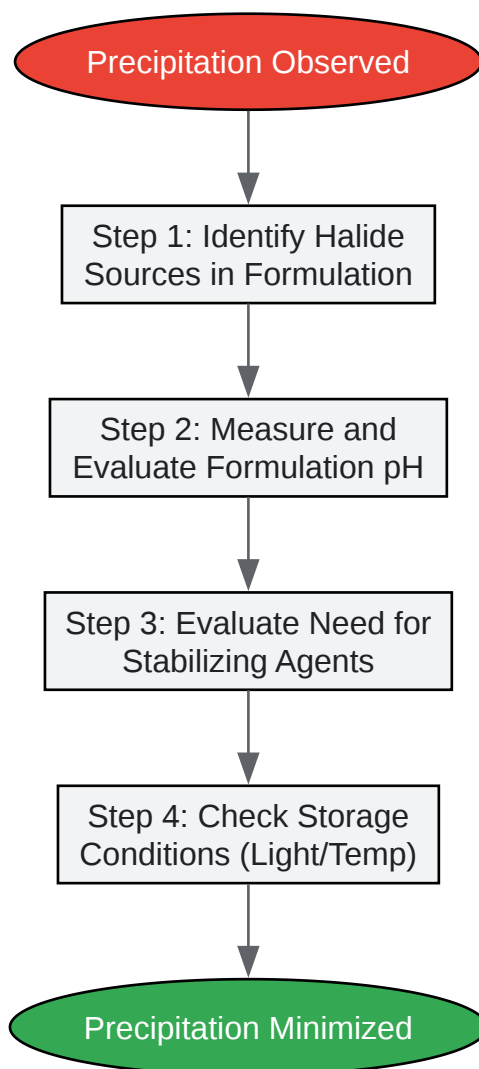 Precipitation Observed
Step 1: Identify Halide
Sources in Formulation
Step 2: Measure and
Evaluate Formulation pH
Step 3: Evaluate Need for
Stabilizing Agents
Step 4: Check Storage
Conditions (Light/Temp)
Precipitation Minimized